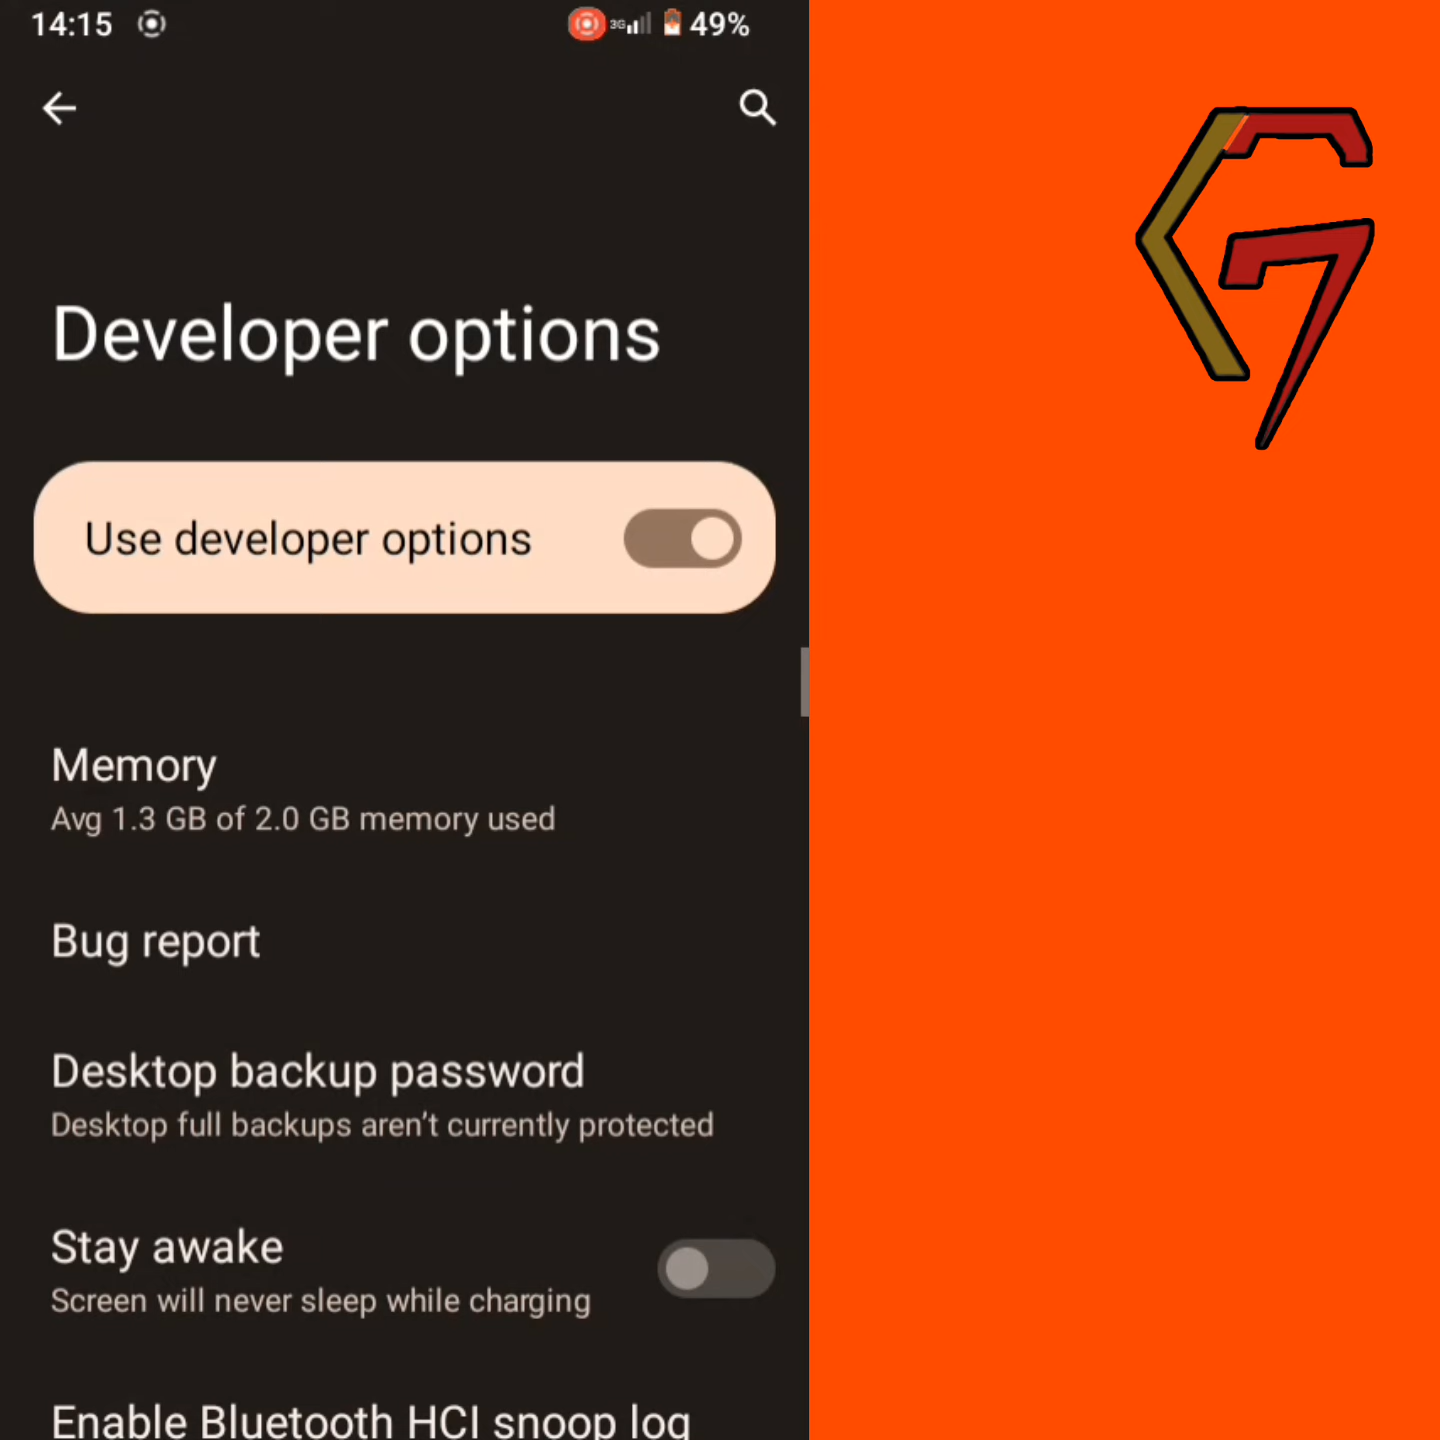 14:15
3G
49%
Developer options
Use developer options
Memory
Avg 1.3 GB of 2.0 GB memory used
Bug report
Desktop backup password
Desktop full backups aren’t currently protected
Stay awake
Screen will never sleep while charging
Enable Bluetooth HCI snoop log